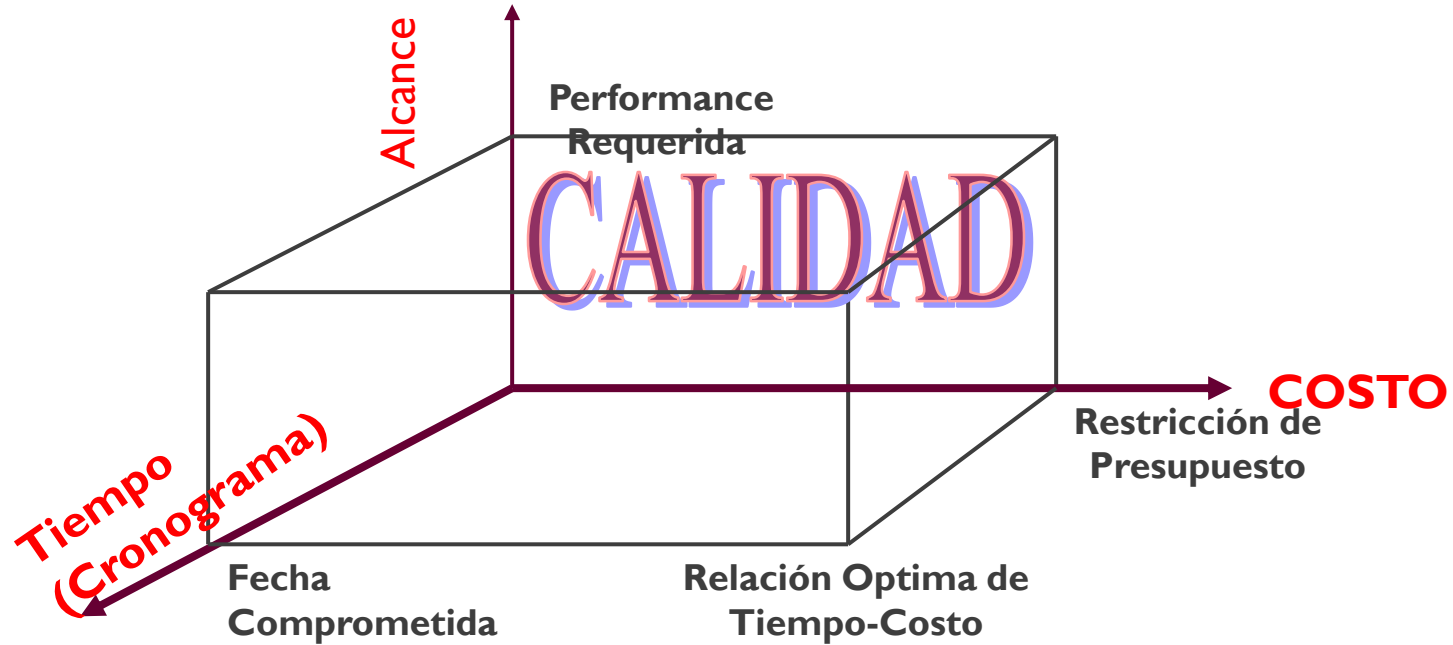 Alcance
Performance
Requerida
CALIDAD
COSTO
Restricción de
Presupuesto
Tiempo
(Cronograma)
Fecha
Comprometida
Relación Optima de
Tiempo-Costo